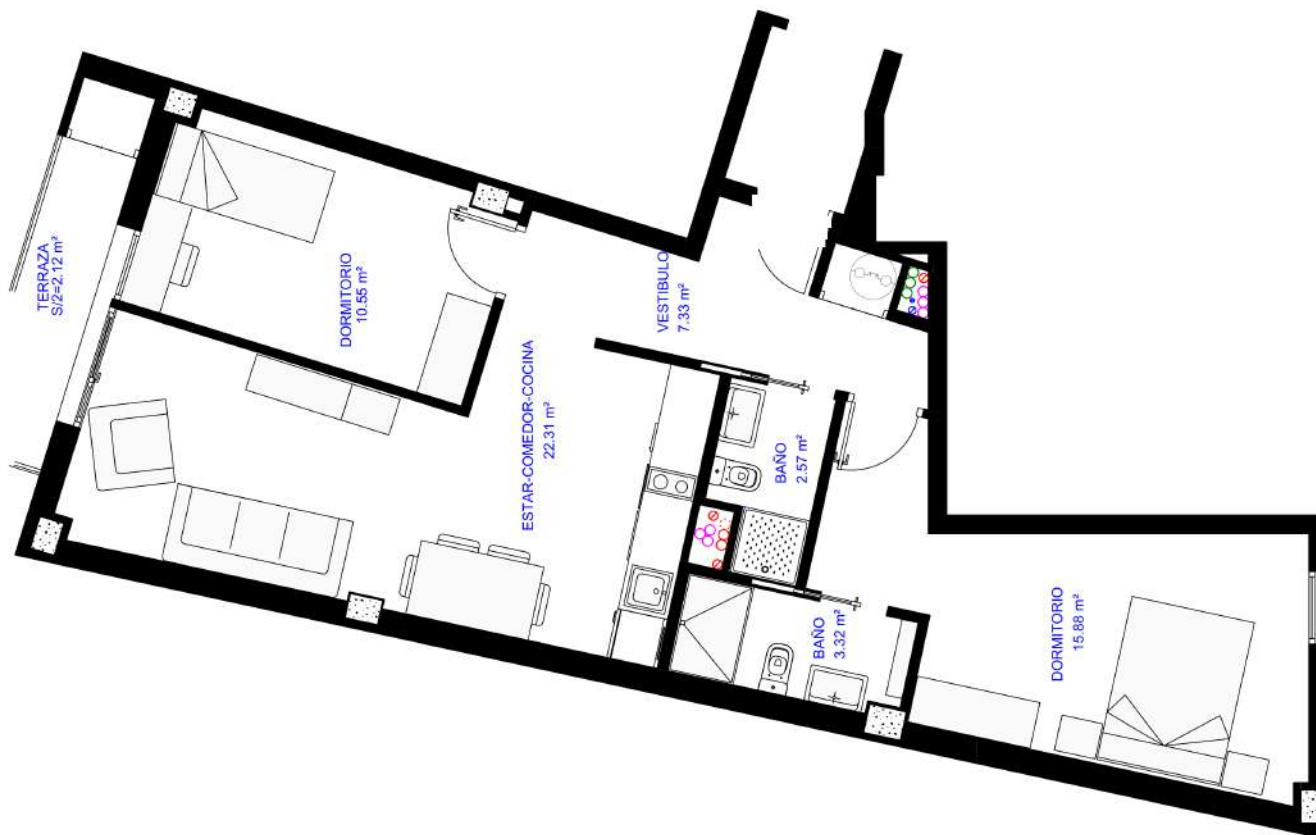 TERRAZA
S/2=2.12 m²
DORMITORIO
10.55 m²
ESTAR-COMEDOR-COCINA
22.31 m²
VESTIBULO
7.33 m²
BAÑO
2.57 m²
BAÑO
3.32 m²
DORMITORIO
15.88 m²